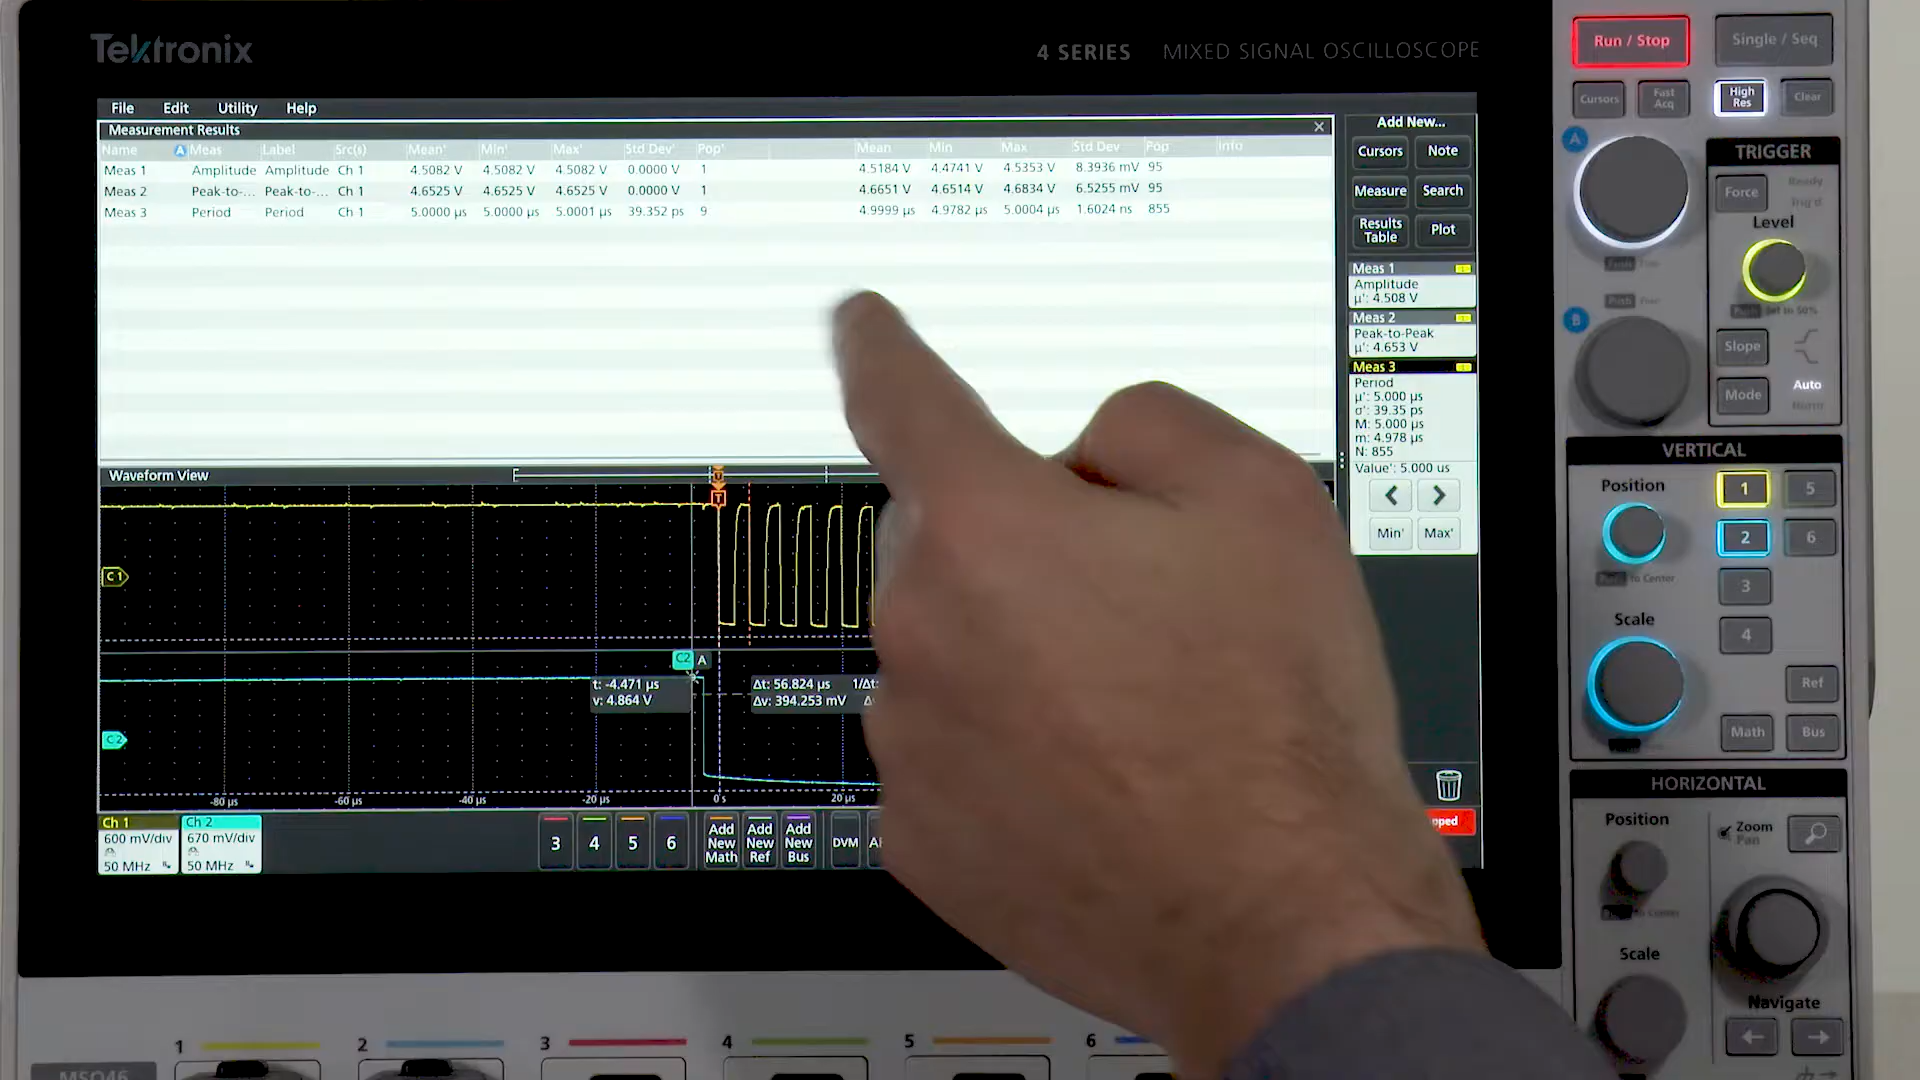 Tektronix
4 SERIES MIXED SIGNAL OSCILLOSCOPE
File Edit Utility Help
Measurement Results
Name Meas Label Src(s) Mean' Min' Max' Std Dev' Pop' Mean Min Max Std Dev Pop Info
Meas 1 Amplitude Amplitude Ch 1 4.5082 V 4.5082 V 4.5082 V 0.0000 V 1 4.5184 V 4.4741 V 4.5353 V 8.3936 mV 95
Meas 2 Peak-to-... Peak-to-... Ch 1 4.6525 V 4.6525 V 4.6525 V 0.0000 V 1 4.6651 V 4.6514 V 4.6834 V 6.5255 mV 95
Meas 3 Period Period Ch 1 5.0000 µs 5.0000 µs 5.0001 µs 39.352 ps 9 4.9999 µs 4.9782 µs 5.0004 µs 1.6024 ns 855
Waveform View
C 1
T
T
C2 A
t: -4.471 µs
v: 4.864 V
Δt: 56.824 µs 1/Δt:
Δv: 394.253 mV
C 2
-80 µs -60 µs -40 µs -20 µs 0 s 20 µs
Ch 1
600 mV/div
50 MHz
Ch 2
670 mV/div
50 MHz
3 4 5 6
Add New Math
Add New Ref
Add New Bus
DVM
Add New...
Cursors Note
Measure Search
Results Table Plot
Meas 1
Amplitude
µ': 4.508 V
Meas 2
Peak-to-Peak
µ': 4.653 V
Meas 3
Period
µ': 5.000 µs
σ': 39.35 ps
M: 5.000 µs
m: 4.978 µs
N: 855
Value': 5.000 us
Min' Max'
Run / Stop Single / Seq
Cursors Fast Acq High Res Clear
A
B
TRIGGER
Force Ready
Trig'd
Level
Slope
Mode Auto
Norm
VERTICAL
Position
1 5
2 6
3
4
to Center
Scale
Ref
Math Bus
HORIZONTAL
Position
Zoom
Pan
Scale
Navigate
1 2 3 4 5 6
MSO46